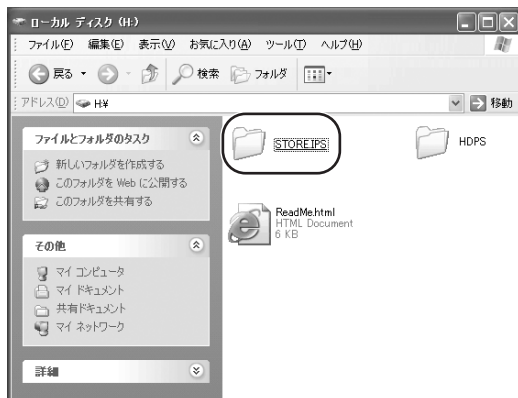 ローカル ディスク (H:)
ファイル(F) 編集(E) 表示(V) お気に入り(A) ツール(T) ヘルプ(H)
戻る 検索 フォルダ
アドレス(D) H:¥ 移動
ファイルとフォルダのタスク
新しいフォルダを作成する
このフォルダを Web に公開する
このフォルダを共有する
その他
マイ コンピュータ
マイ ドキュメント
共有ドキュメント
マイ ネットワーク
詳細
STORE.IPS HDPS
ReadMe.html
HTML Document
6 KB